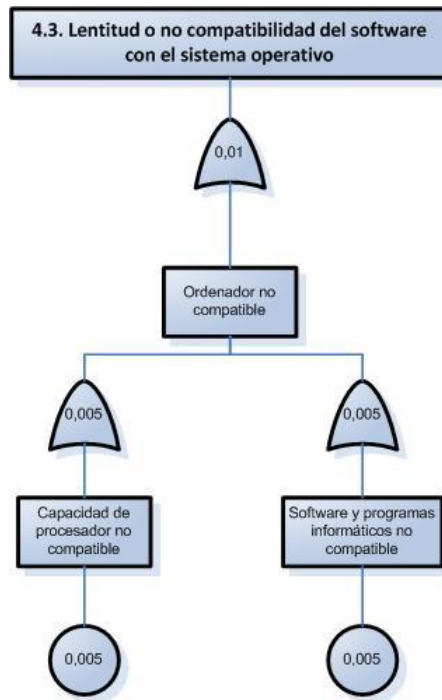 4.3. Lentitud o no compatibilidad del software
con el sistema operativo
0,01
Ordenador no
compatible
0,005
0,005
Capacidad de
procesador no
compatible
Software y programas
informáticos no
compatible
0,005
0,005